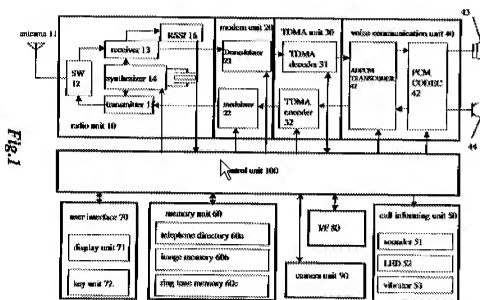 antenna 11
RSSI 16
receiver 13
synthesizer 14
SW 12
transmitter 15
radio unit 10
modem unit 20
Demodulator 21
modulator 22
TDMA unit 30
TDMA decoder 31
TDMA encoder 32
voice communication unit 40
ADPCM TRANSCODER 42
PCM CODEC 42
43
44
Fig.1
control unit 100
user interface 70
display unit 71
key unit 72
memory unit 60
telephone directory 60a
image memory 60b
ring tone memory 60c
I/F 80
camera unit 90
call informing unit 50
sounder 51
LED 52
vibrator 53